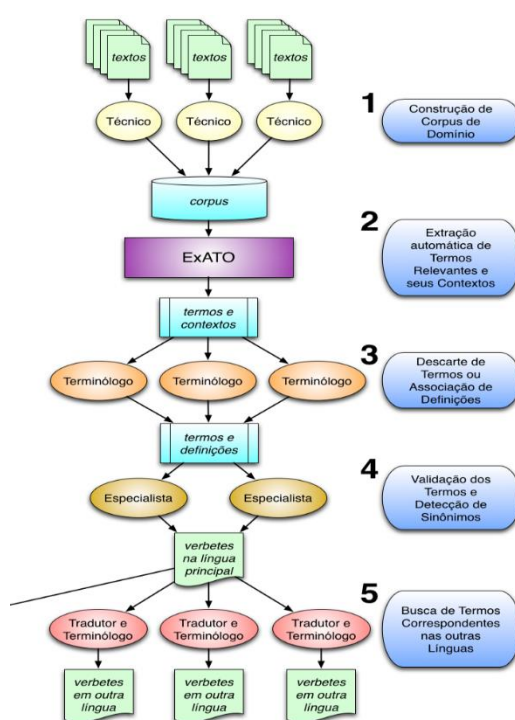 textos textos textos
1
Técnico Técnico Técnico
Construção de
Corpus de
Domínio
corpus
2
ExATO
Extração
automática de
Termos
Relevantes e
seus Contextos
termos e
contextos
3
Terminólogo Terminólogo Terminólogo
Descarte de
Termos ou
Associação de
Definições
termos e
definições
4
Especialista Especialista
Validação dos
Termos e
Detecção de
Sinônimos
verbetes
na língua
principal
5
Tradutor e Tradutor e Tradutor e
Terminólogo Terminólogo Terminólogo
Busca de Termos
Correspondentes
nas outras
Línguas
verbetes verbetes verbetes
em outra em outra em outra
língua língua língua